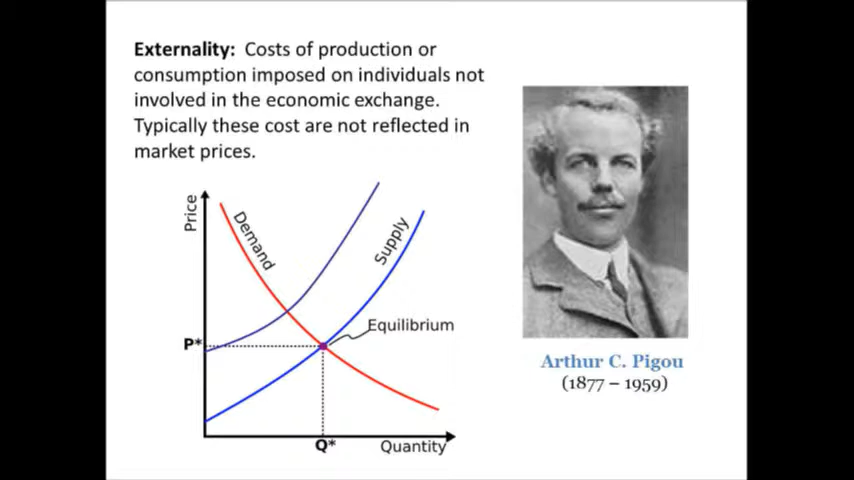 Externality: Costs of production or
consumption imposed on individuals not
involved in the economic exchange.
Typically these cost are not reflected in
market prices.
Price
Demand
Supply
Equilibrium
P*
Q*
Quantity
Arthur C. Pigou
(1877 – 1959)